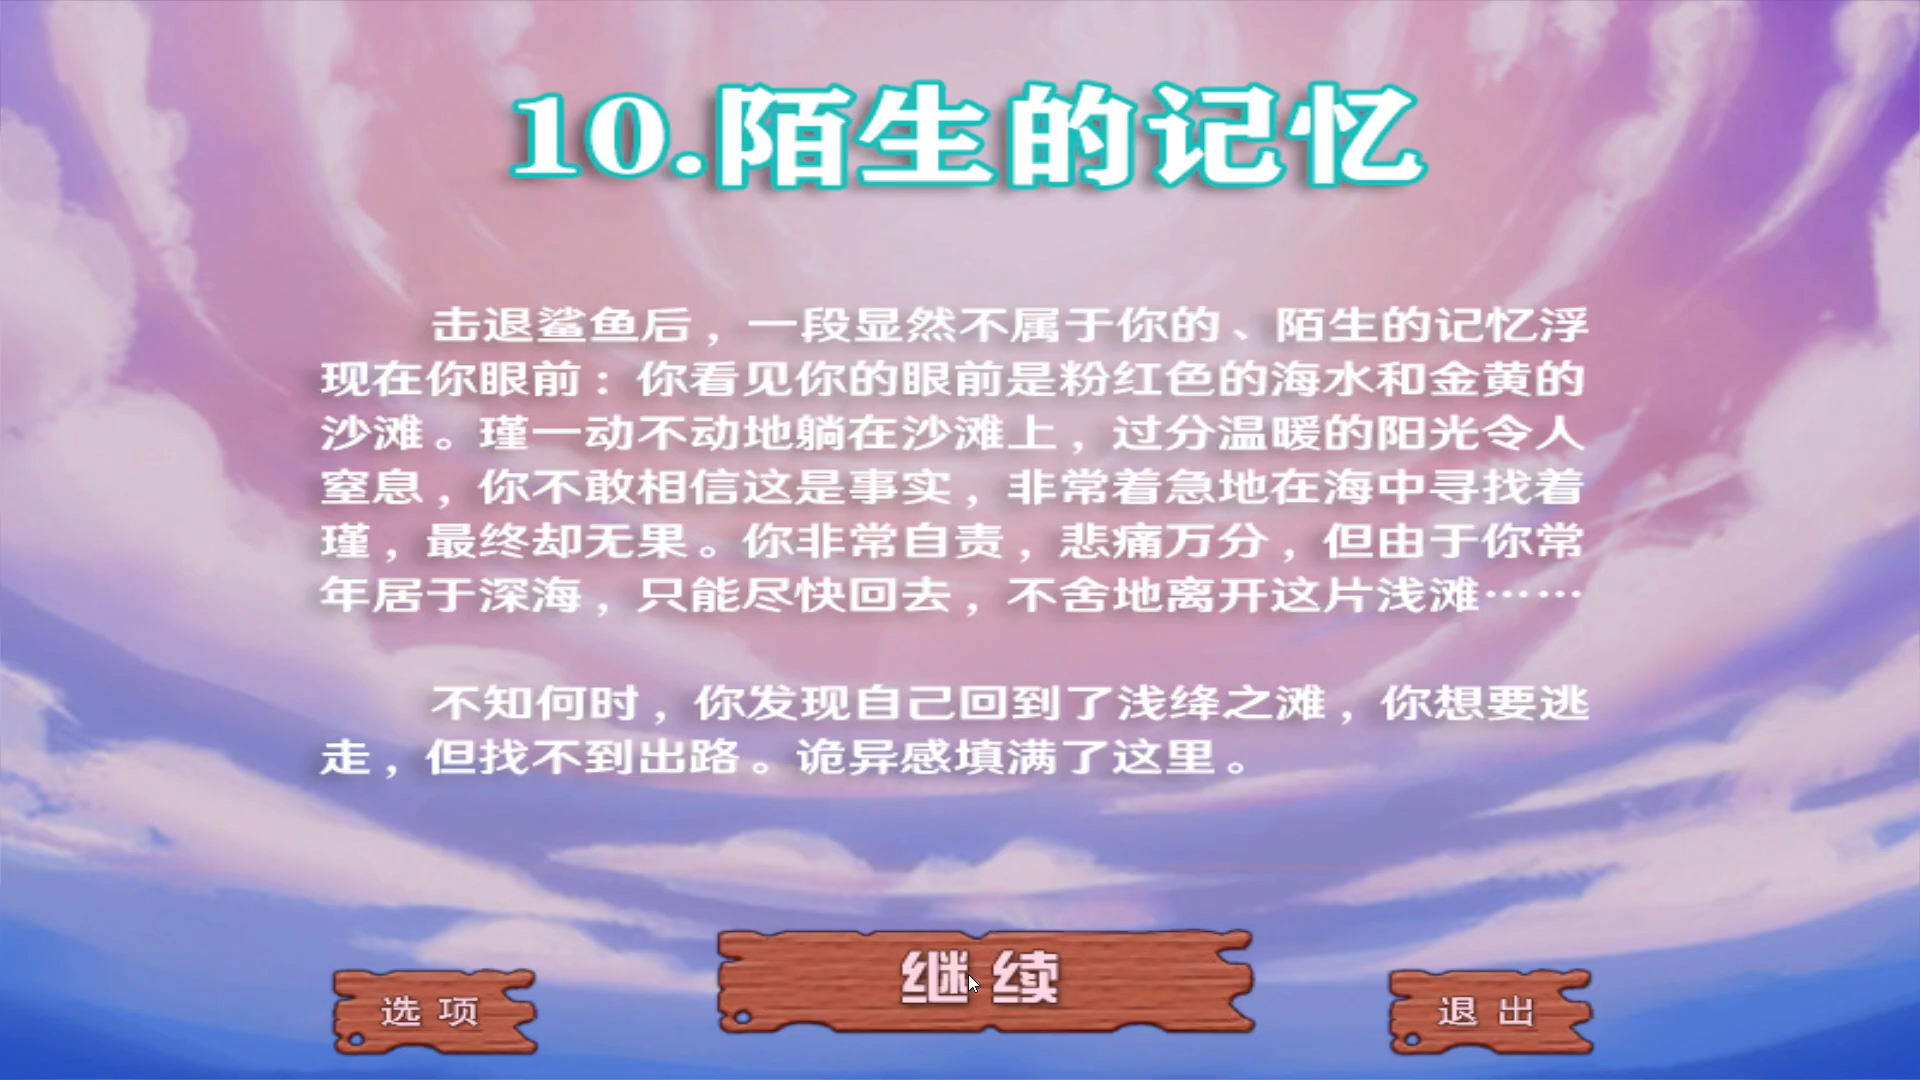 10.陌生的记忆
击退鲨鱼后，一段显然不属于你的、陌生的记忆浮
现在你眼前：你看见你的眼前是粉红色的海水和金黄的
沙滩。瑾一动不动地躺在沙滩上，过分温暖的阳光令人
窒息，你不敢相信这是事实，非常着急地在海中寻找着
瑾，最终却无果。你非常自责，悲痛万分，但由于你常
年居于深海，只能尽快回去，不舍地离开这片浅滩……
不知何时，你发现自己回到了浅绛之滩，你想要逃
走，但找不到出路。诡异感填满了这里。
继续
选项
退出